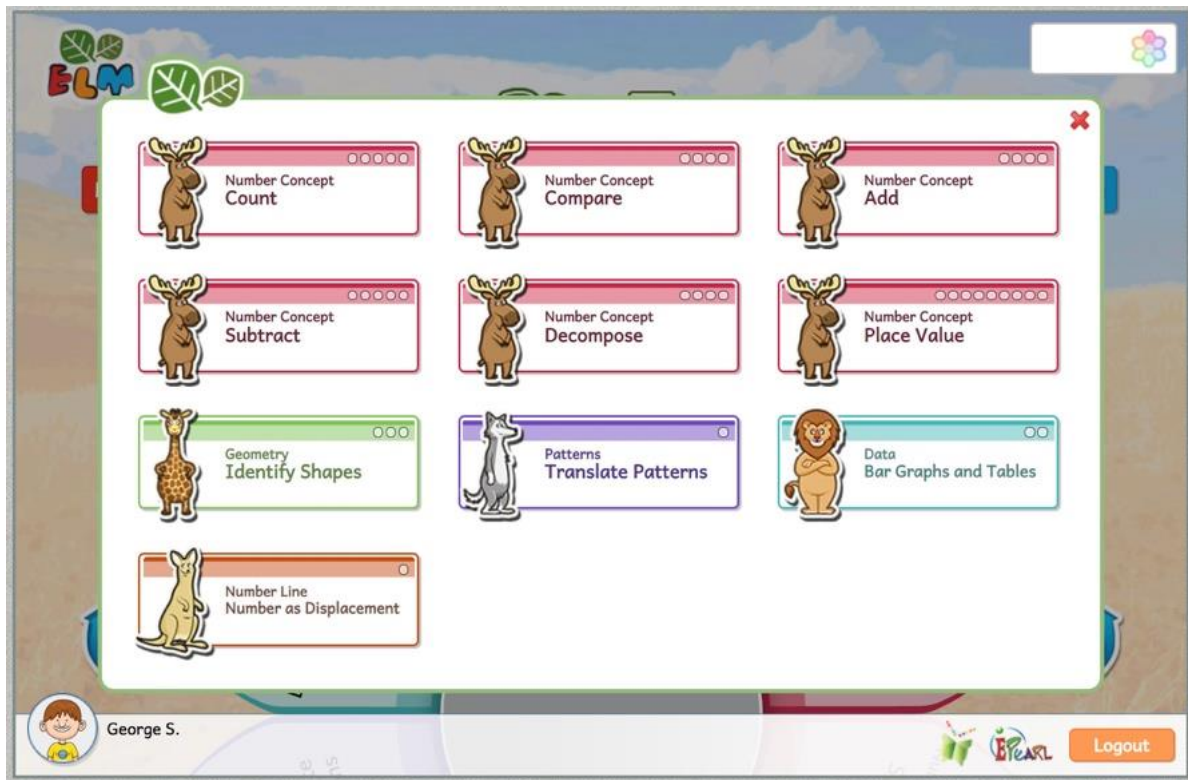 ELM
Number Concept
Count
Number Concept
Compare
Number Concept
Add
Number Concept
Subtract
Number Concept
Decompose
Number Concept
Place Value
Geometry
Identify Shapes
Patterns
Translate Patterns
Data
Bar Graphs and Tables
Number Line
Number as Displacement
George S.
EPEARL
Logout